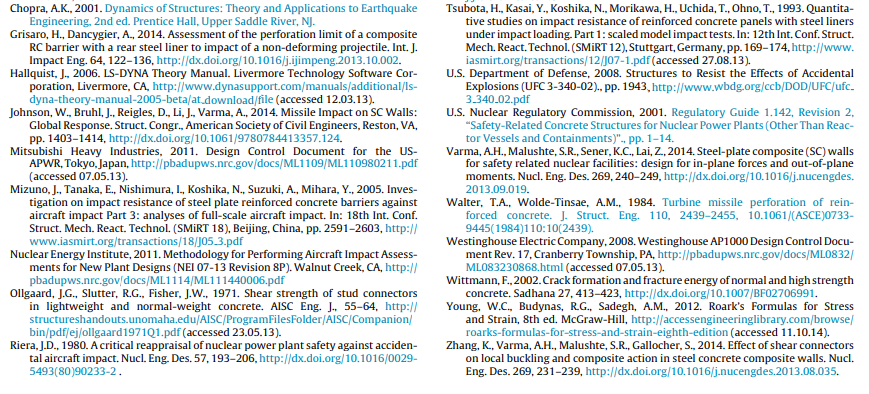 Chopra, A.K., 2001. Dynamics of Structures: Theory and Applications to Earthquake
Engineering, 2nd ed. Prentice Hall, Upper Saddle River, NJ.
Grisaro, H., Dancygier, A., 2014. Assessment of the perforation limit of a composite
RC barrier with a rear steel liner to impact of a non-deforming projectile. Int. J.
Impact Eng. 64, 122–136, http://dx.doi.org/10.1016/j.ijimpeng.2013.10.002.
Hallquist, J., 2006. LS-DYNA Theory Manual. Livermore Technology Software Cor-
poration, Livermore, CA, http://www.dynasupport.com/manuals/additional/ls-
dyna-theory-manual-2005-beta/at_download/file (accessed 12.03.13).
Johnson, W., Bruhl, J., Reigles, D., Li, J., Varma, A., 2014. Missile Impact on SC Walls:
Global Response. Struct. Congr., American Society of Civil Engineers, Reston, VA,
pp. 1403–1414, http://dx.doi.org/10.1061/9780784413357.124.
Mitsubishi Heavy Industries, 2011. Design Control Document for the US-
APWR, Tokyo, Japan, http://pbadupws.nrc.gov/docs/ML1109/ML110980211.pdf
(accessed 07.05.13).
Mizuno, J., Tanaka, E., Nishimura, I., Koshika, N., Suzuki, A., Mihara, Y., 2005. Inves-
tigation on impact resistance of steel plate reinforced concrete barriers against
aircraft impact Part 3: analyses of full-scale aircraft impact. In: 18th Int. Conf.
Struct. Mech. React. Technol. (SMiRT 18), Beijing, China, pp. 2591–2603, http://
www.iasmirt.org/transactions/18/J05_3.pdf
Nuclear Energy Institute, 2011. Methodology for Performing Aircraft Impact Assess-
ments for New Plant Designs (NEI 07-13 Revision 8P). Walnut Creek, CA, http://
pbadupws.nrc.gov/docs/ML1114/ML111440006.pdf
Ollgaard, J.G., Slutter, R.G., Fisher, J.W., 1971. Shear strength of stud connectors
in lightweight and normal-weight concrete. AISC Eng. J., 55–64, http://
structureshandouts.unomaha.edu/AISC/ProgramFilesFolder/AISC/Companion/
bin/pdf/ej/ollgaard1971Q1.pdf (accessed 23.05.13).
Riera, J.D., 1980. A critical reappraisal of nuclear power plant safety against acciden-
tal aircraft impact. Nucl. Eng. Des. 57, 193–206, http://dx.doi.org/10.1016/0029-
5493(80)90233-2 .
Tsubota, H., Kasai, Y., Koshika, N., Morikawa, H., Uchida, T., Ohno, T., 1993. Quantita-
tive studies on impact resistance of reinforced concrete panels with steel liners
under impact loading. Part 1: scaled model impact tests. In: 12th Int. Conf. Struct.
Mech. React. Technol. (SMiRT 12), Stuttgart, Germany, pp. 169–174, http://www.
iasmirt.org/transactions/12/J07-1.pdf (accessed 27.08.13).
U.S. Department of Defense, 2008. Structures to Resist the Effects of Accidental
Explosions (UFC 3-340-02)., pp. 1943, http://www.wbdg.org/ccb/DOD/UFC/ufc_
3_340_02.pdf
U.S. Nuclear Regulatory Commission, 2001. Regulatory Guide 1.142, Revision 2,
“Safety-Related Concrete Structures for Nuclear Power Plants (Other Than Reac-
tor Vessels and Containments)”., pp. 1–14.
Varma, A.H., Malushte, S.R., Sener, K.C., Lai, Z., 2014. Steel-plate composite (SC) walls
for safety related nuclear facilities: design for in-plane forces and out-of-plane
moments. Nucl. Eng. Des. 269, 240–249, http://dx.doi.org/10.1016/j.nucengdes.
2013.09.019.
Walter, T.A., Wolde-Tinsae, A.M., 1984. Turbine missile perforation of rein-
forced concrete. J. Struct. Eng. 110, 2439–2455, 10.1061/(ASCE)0733-
9445(1984)110:10(2439).
Westinghouse Electric Company, 2008. Westinghouse AP1000 Design Control Docu-
ment Rev. 17, Cranberry Township, PA, http://pbadupws.nrc.gov/docs/ML0832/
ML083230868.html (accessed 07.05.13).
Wittmann, F., 2002. Crack formation and fracture energy of normal and high strength
concrete. Sadhana 27, 413–423, http://dx.doi.org/10.1007/BF02706991.
Young, W.C., Budynas, R.G., Sadegh, A.M., 2012. Roark's Formulas for Stress
and Strain, 8th ed. McGraw-Hill, http://accessengineeringlibrary.com/browse/
roarks-formulas-for-stress-and-strain-eighth-edition (accessed 11.10.14).
Zhang, K., Varma, A.H., Malushte, S.R., Gallocher, S., 2014. Effect of shear connectors
on local buckling and composite action in steel concrete composite walls. Nucl.
Eng. Des. 269, 231–239, http://dx.doi.org/10.1016/j.nucengdes.2013.08.035.